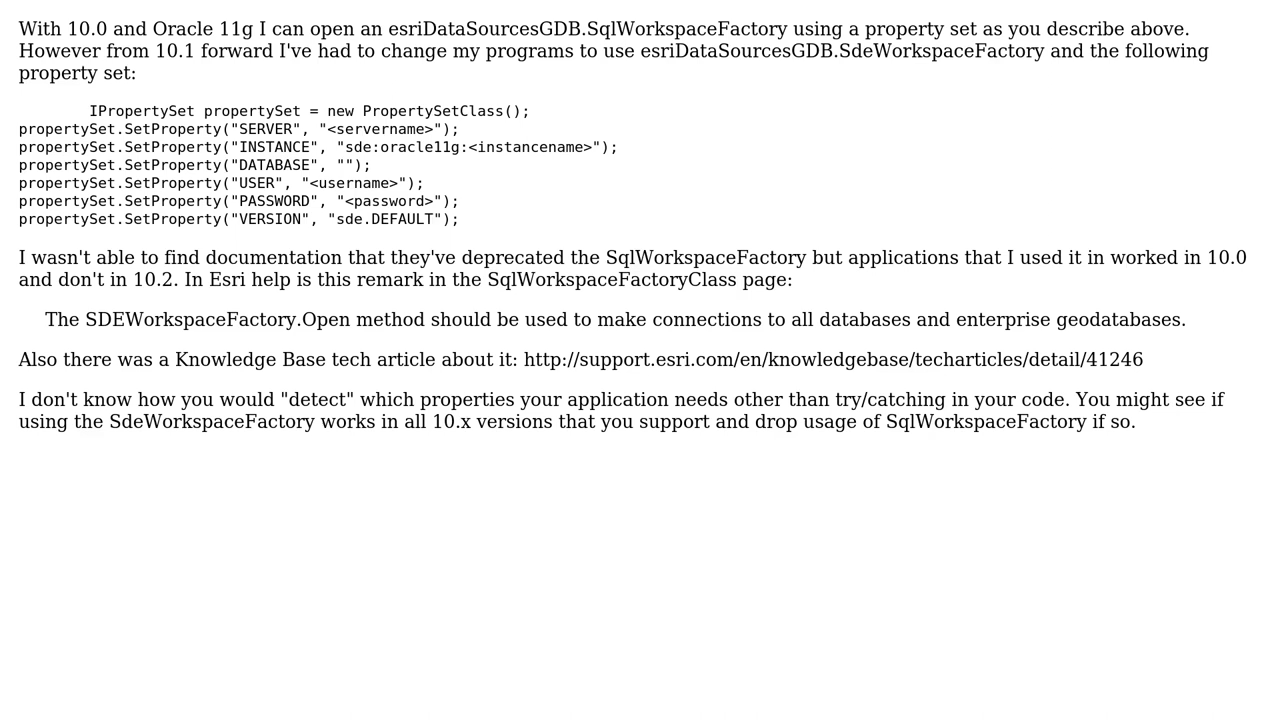 With 10.0 and Oracle 11g I can open an esriDataSourcesGDB.SqlWorkspaceFactory using a property set as you describe above.
However from 10.1 forward I've had to change my programs to use esriDataSourcesGDB.SdeWorkspaceFactory and the following
property set:
IPropertySet propertySet = new PropertySetClass();
propertySet.SetProperty("SERVER", "<servername>");
propertySet.SetProperty("INSTANCE", "sde:oracle11g:<instancename>");
propertySet.SetProperty("DATABASE", "");
propertySet.SetProperty("USER", "<username>");
propertySet.SetProperty("PASSWORD", "<password>");
propertySet.SetProperty("VERSION", "sde.DEFAULT");
I wasn't able to find documentation that they've deprecated the SqlWorkspaceFactory but applications that I used it in worked in 10.0
and don't in 10.2. In Esri help is this remark in the SqlWorkspaceFactoryClass page:
The SDEWorkspaceFactory.Open method should be used to make connections to all databases and enterprise geodatabases.
Also there was a Knowledge Base tech article about it: http://support.esri.com/en/knowledgebase/techarticles/detail/41246
I don't know how you would "detect" which properties your application needs other than try/catching in your code. You might see if
using the SdeWorkspaceFactory works in all 10.x versions that you support and drop usage of SqlWorkspaceFactory if so.